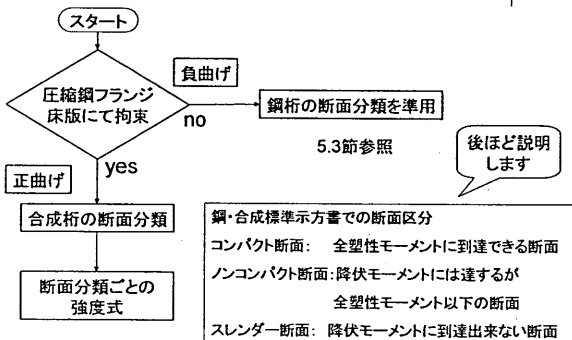 スタート
負曲げ
圧縮鋼フランジ
床版にて拘束
no
鋼桁の断面分類を準用
5.3節参照
後ほど説明
します
yes
正曲げ
合成桁の断面分類
断面分類ごとの
強度式
鋼・合成標準示方書での断面区分
コンパクト断面: 全塑性モーメントに到達できる断面
ノンコンパクト断面:降伏モーメントには達するが
全塑性モーメント以下の断面
スレンダー断面: 降伏モーメントに到達出来ない断面